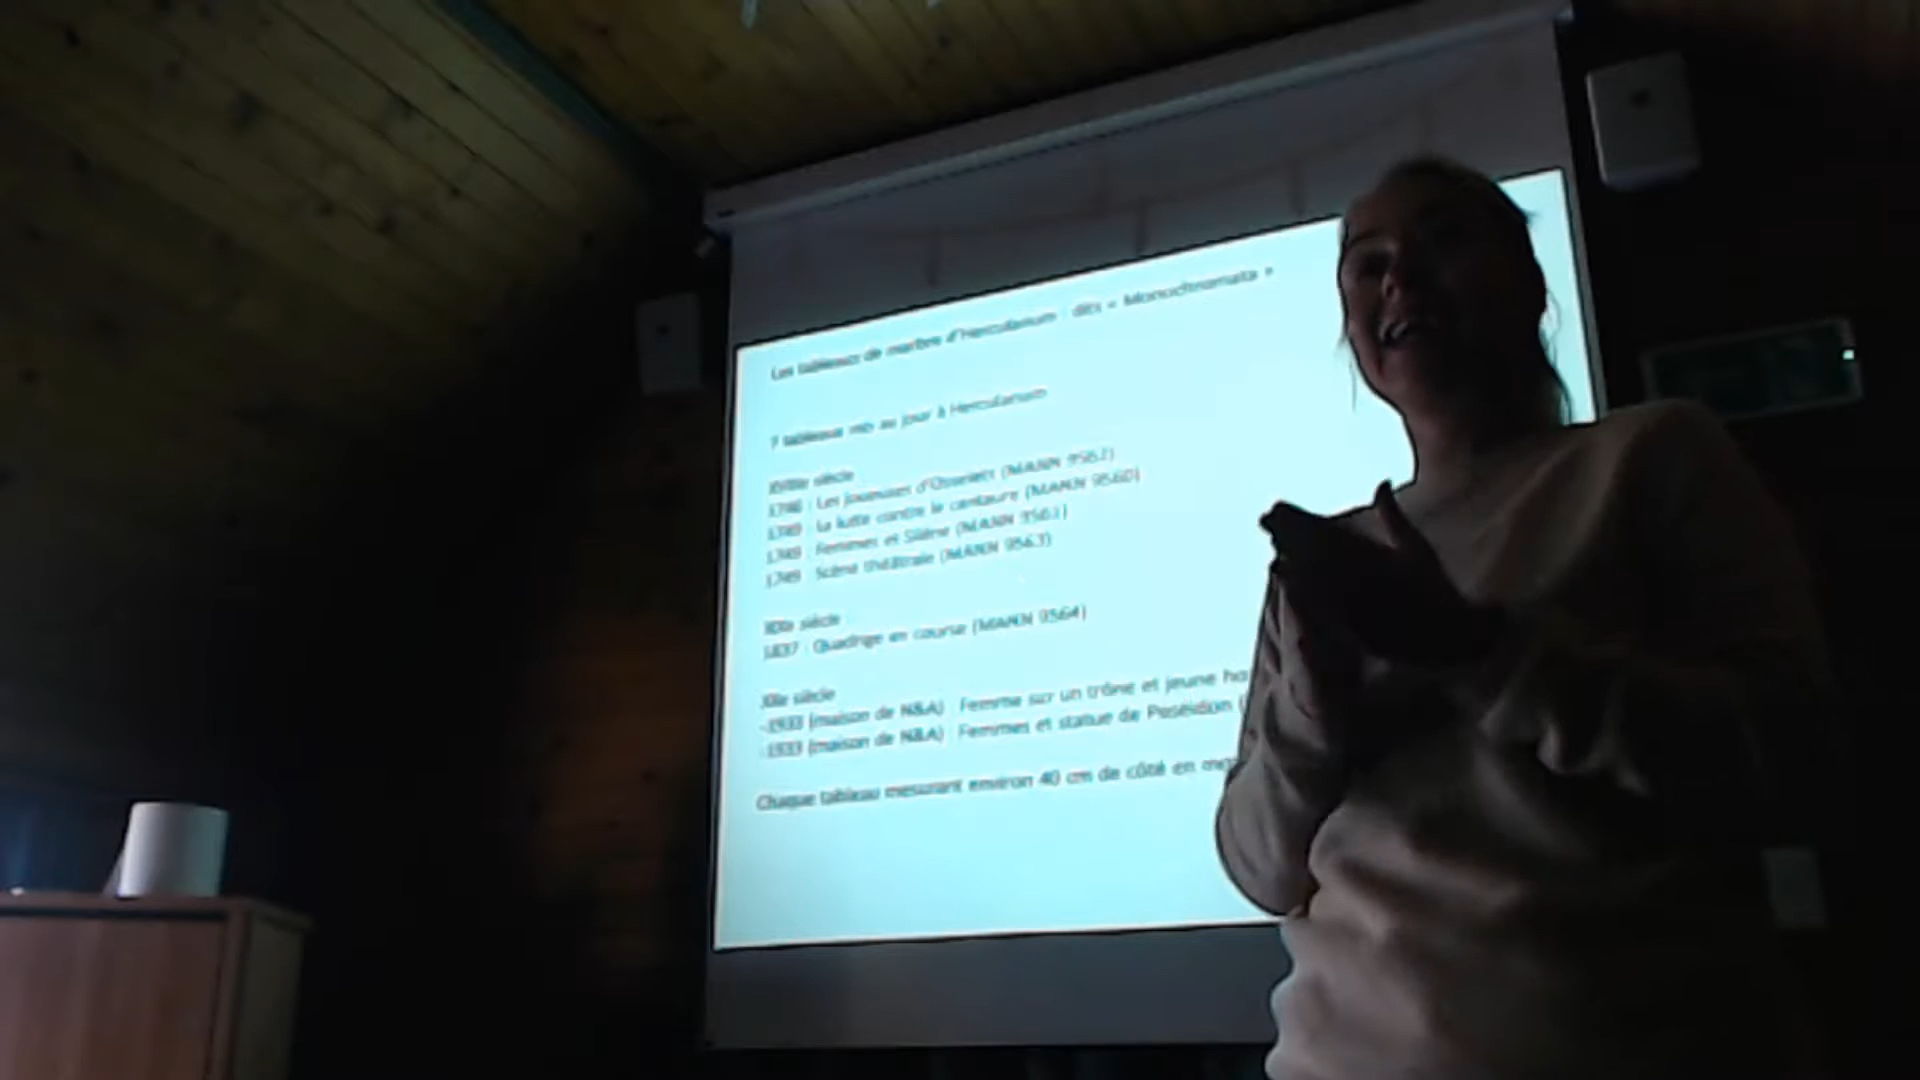 Les tableaux de marbre d'Herculanum : dits « Monochromata »
7 tableaux mis au jour à Herculanum
XVIIIe siècle
1746 : Les joueuses d'Osselets (MANN 9562)
1749 : La lutte contre le centaure (MANN 9560)
1749 : Femmes et Silène (MANN 9561)
1749 : Scène théâtrale (MANN 9563)
XIXe siècle
1837 : Quadrige en course (MANN 9564)
XXe siècle
-1933 (maison de N&A) : Femme sur un trône et jeune
-1933 (maison de N&A) : Femmes et statue de Poséidon (
Chaque tableau mesurant environ 40 cm de côté en